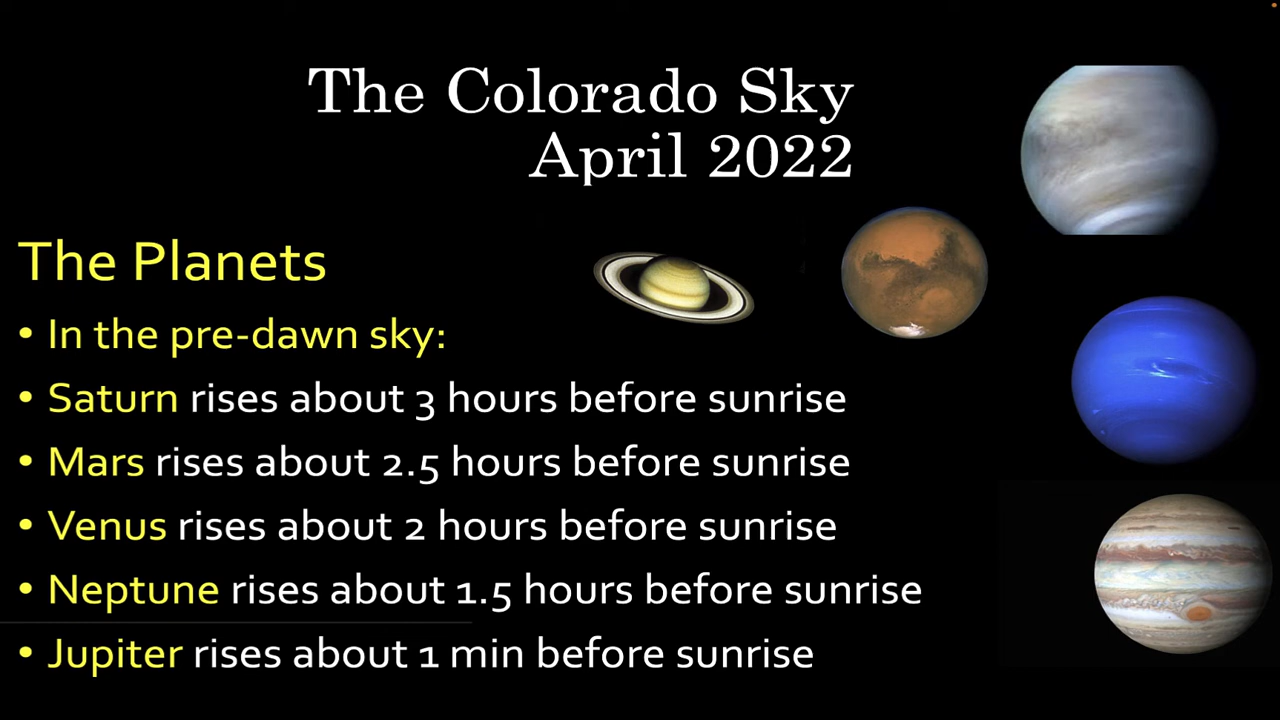 The Colorado Sky
April 2022
The Planets
• In the pre-dawn sky:
• Saturn rises about 3 hours before sunrise
• Mars rises about 2.5 hours before sunrise
• Venus rises about 2 hours before sunrise
• Neptune rises about 1.5 hours before sunrise
• Jupiter rises about 1 min before sunrise